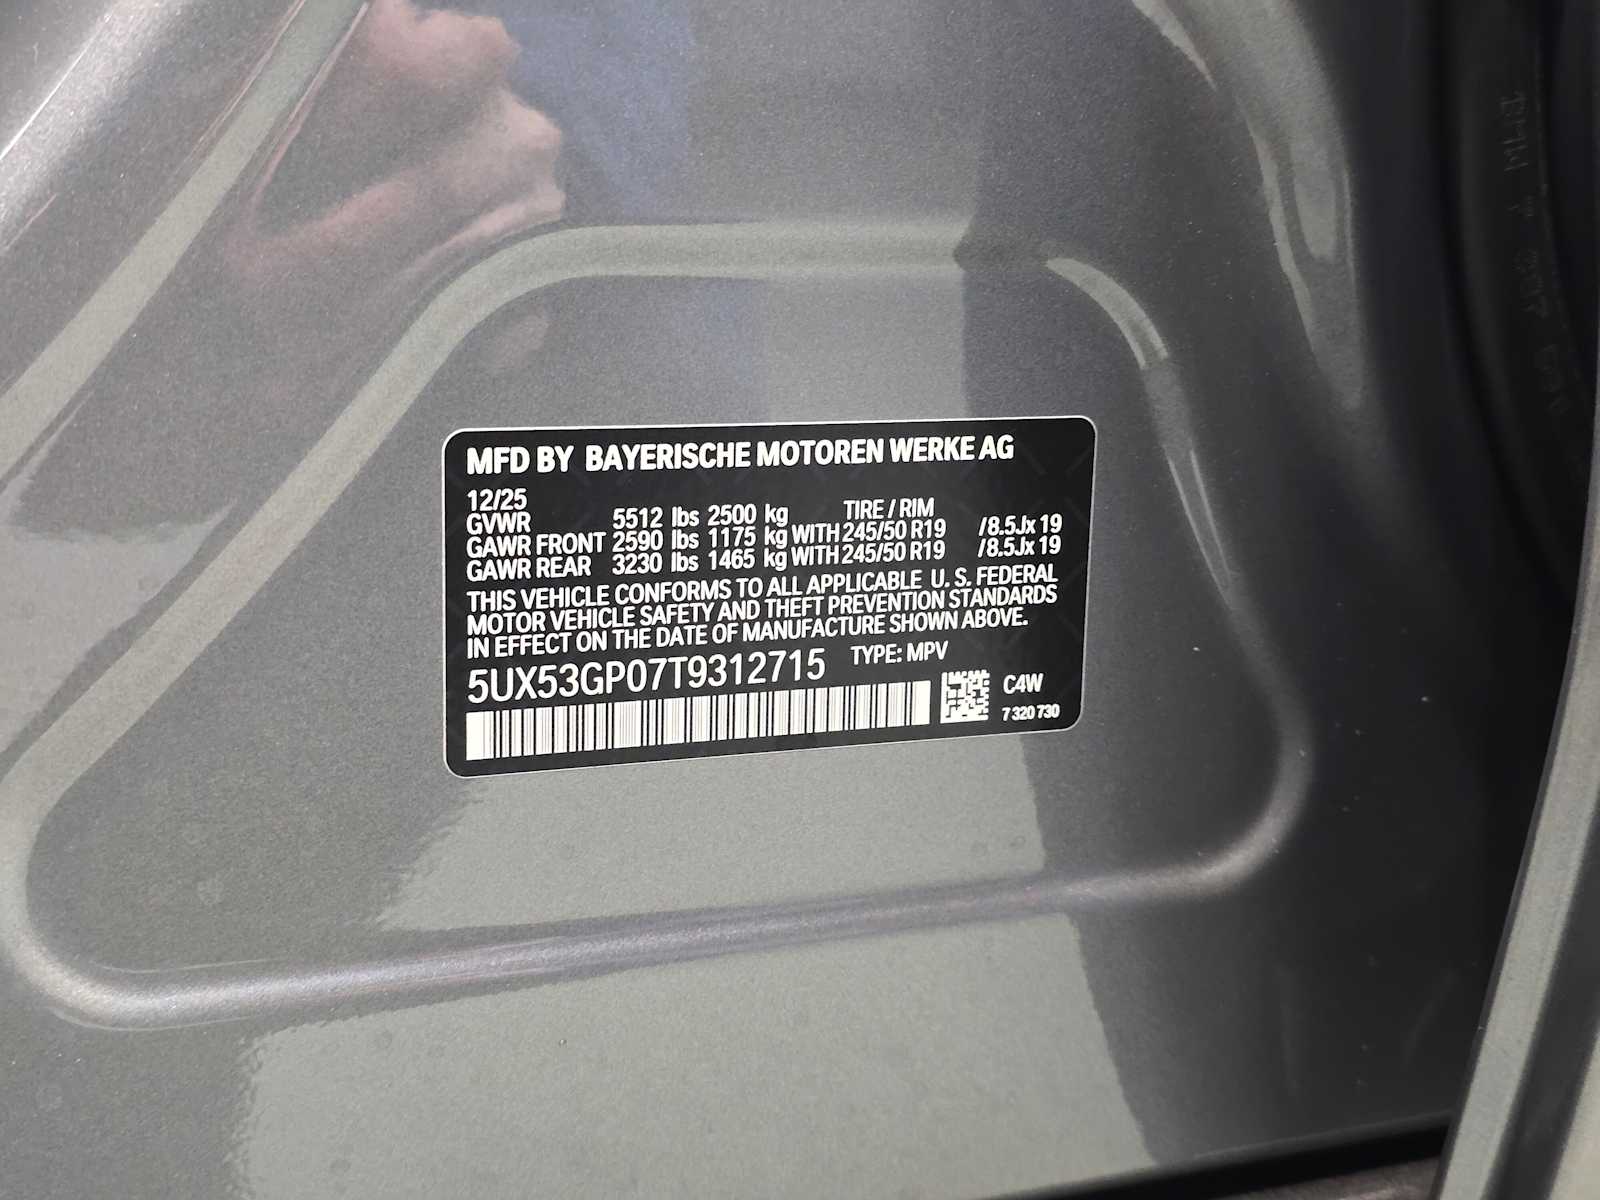 MFD BY BAYERISCHE MOTOREN WERKE AG
12/25
GVWR 5512 lbs 2500 kg TIRE / RIM
GAWR FRONT 2590 lbs 1175 kg WITH 245/50 R19 /8.5Jx 19
GAWR REAR 3230 lbs 1465 kg WITH 245/50 R19 /8.5Jx 19
THIS VEHICLE CONFORMS TO ALL APPLICABLE U. S. FEDERAL
MOTOR VEHICLE SAFETY AND THEFT PREVENTION STANDARDS
IN EFFECT ON THE DATE OF MANUFACTURE SHOWN ABOVE.
5UX53GP07T9312715 TYPE: MPV
C4W
7 320 730